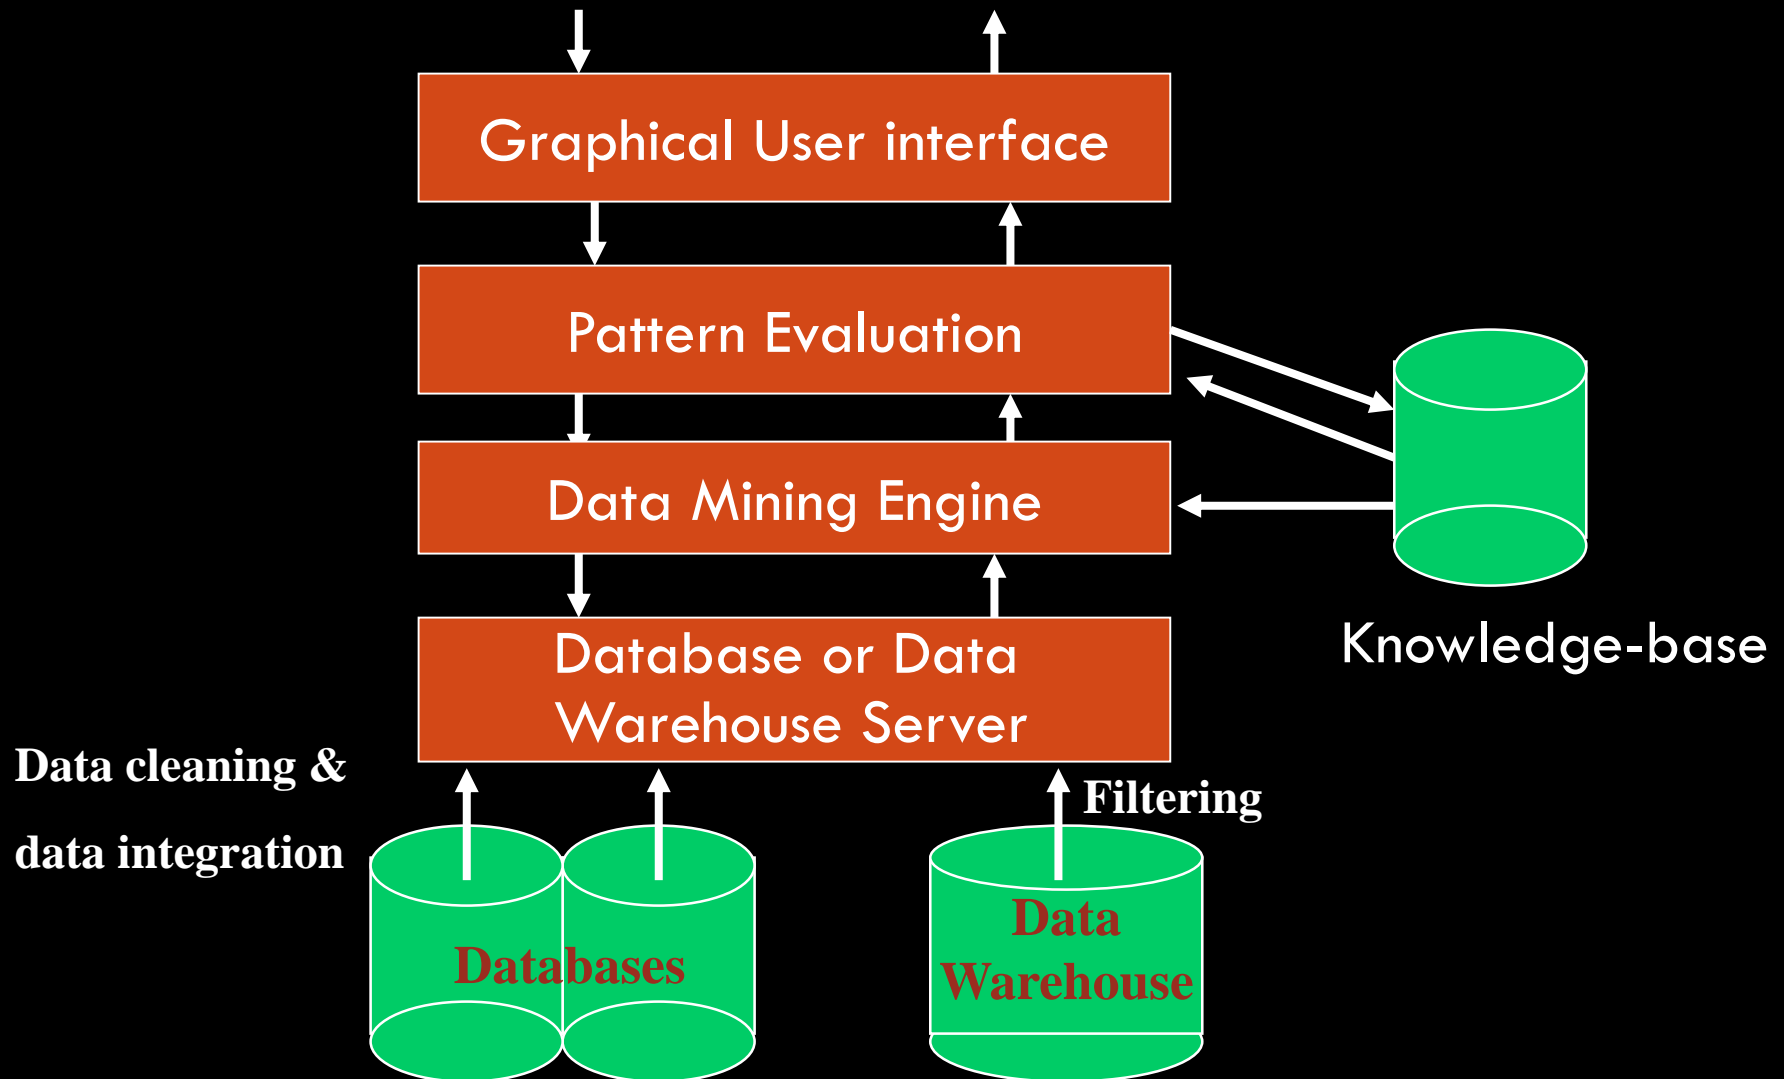 Graphical User interface
Pattern Evaluation
Data Mining Engine
Knowledge-base
Database or Data
Warehouse Server
Data cleaning &
data integration
Filtering
Databases
Data
Warehouse